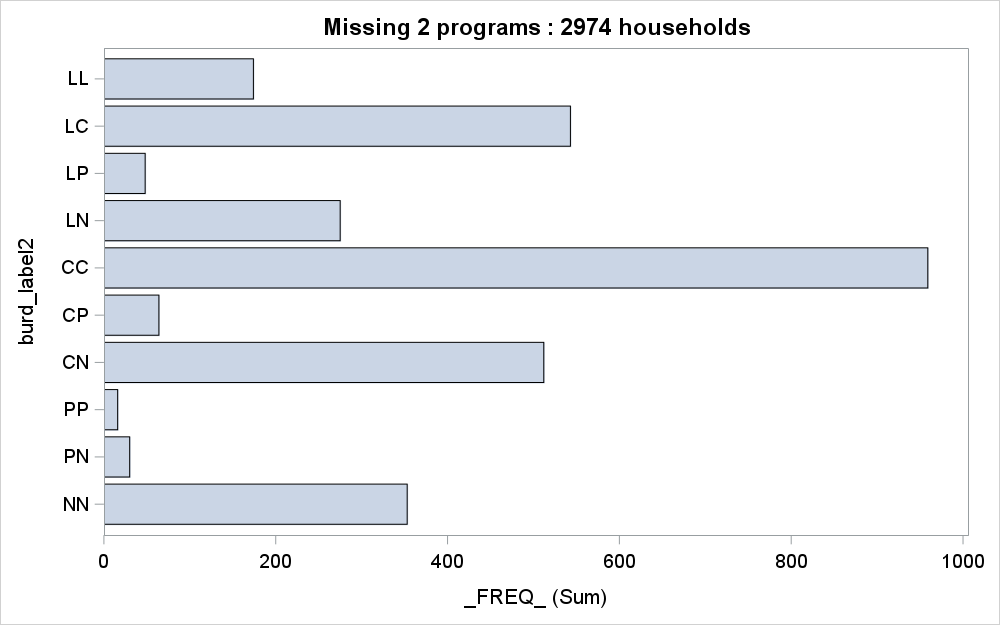 Missing 2 programs : 2974 households
burd_label2
LL
LC
LP
LN
CC
CP
CN
PP
PN
NN
0 200 400 600 800 1000
_FREQ_ (Sum)